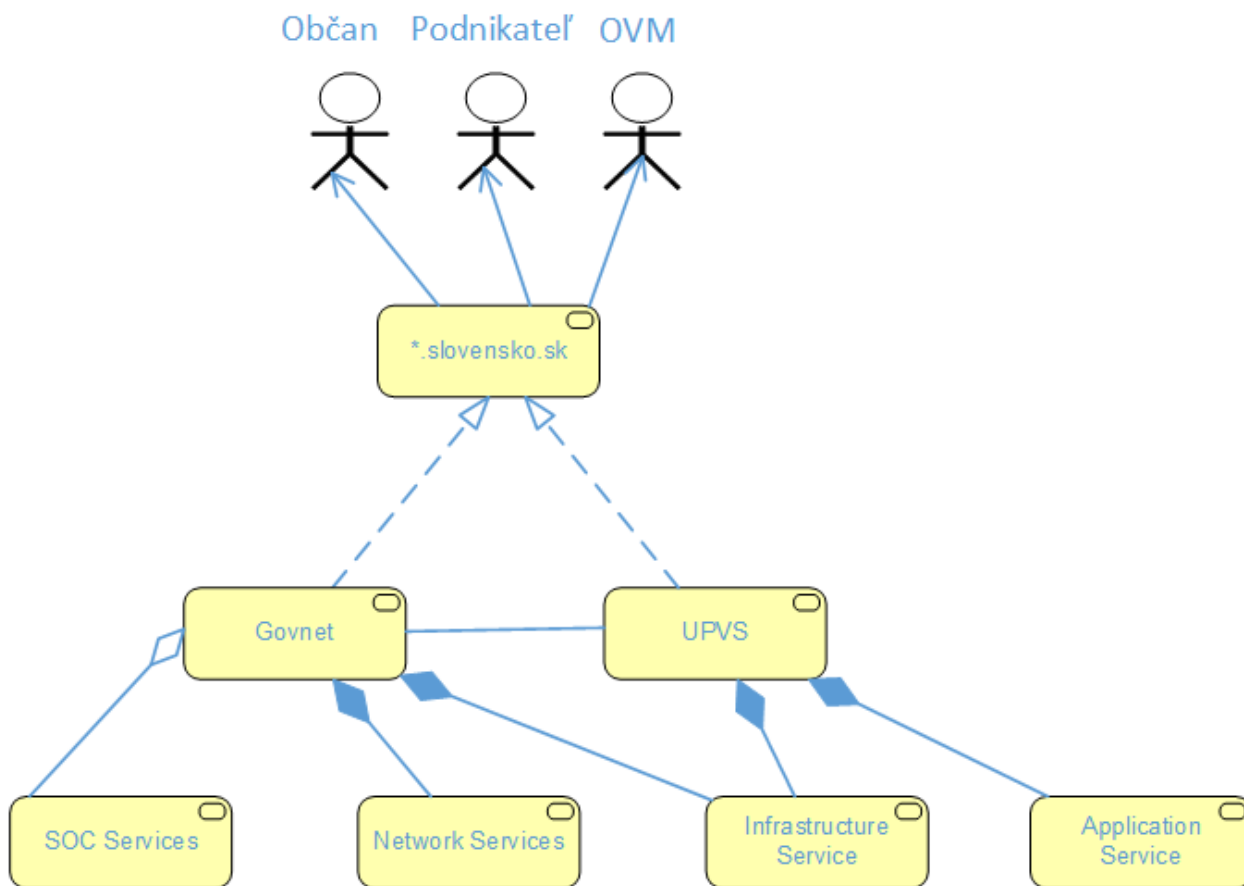 Občan Podnikateľ OVM
*.slovensko.sk
Govnet UPVS
SOC Services Network Services Infrastructure Service Application Service